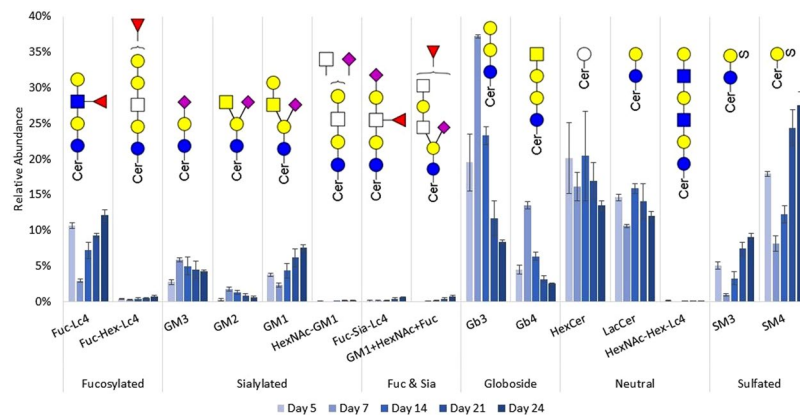 40%
35%
30%
25%
20%
15%
10%
5%
0%
Relative Abundance
Cer
Cer
Cer
Cer
Cer
Cer
Cer
Cer
Cer
Cer
Cer
Cer
Cer
Cer S
Cer S
Fuc-Lc4
Fuc-Hex-Lc4
GM3
GM2
GM1
HexNAc-GM1
Fuc-Sia-Lc4
GM1+HexNAc+Fuc
Gb3
Gb4
HexCer
LacCer
HexNAc-Hex-Lc4
SM3
SM4
Fucosylated
Sialylated
Fuc & Sia
Globoside
Neutral
Sulfated
Day 5 Day 7 Day 14 Day 21 Day 24